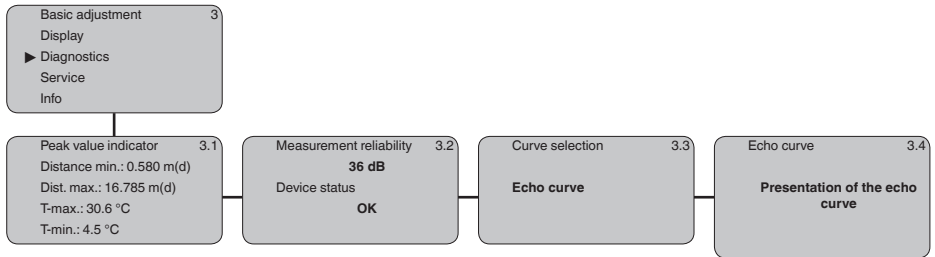 Basic adjustment 3
Display
▶ Diagnostics
Service
Info
Peak value indicator 3.1
Distance min.: 0.580 m(d)
Dist. max.: 16.785 m(d)
T-max.: 30.6 °C
T-min.: 4.5 °C
Measurement reliability 3.2
36 dB
Device status
OK
Curve selection 3.3
Echo curve
Echo curve 3.4
Presentation of the echo
curve